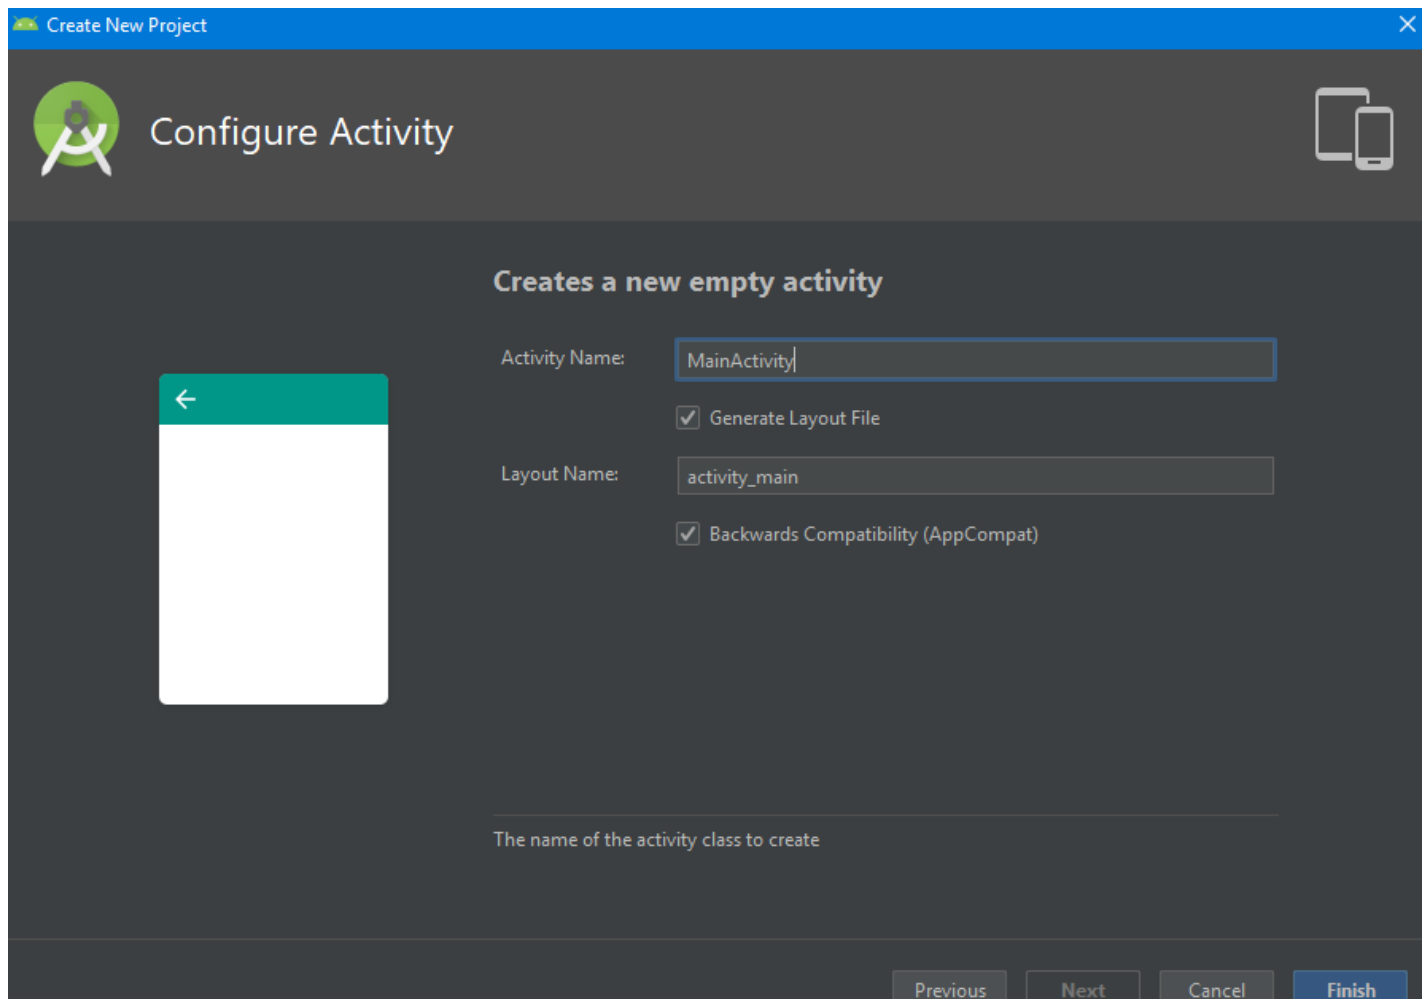 Create New Project
Configure Activity
Creates a new empty activity
Activity Name:
MainActivity
Generate Layout File
Layout Name:
activity_main
Backwards Compatibility (AppCompat)
The name of the activity class to create
Previous
Next
Cancel
Finish